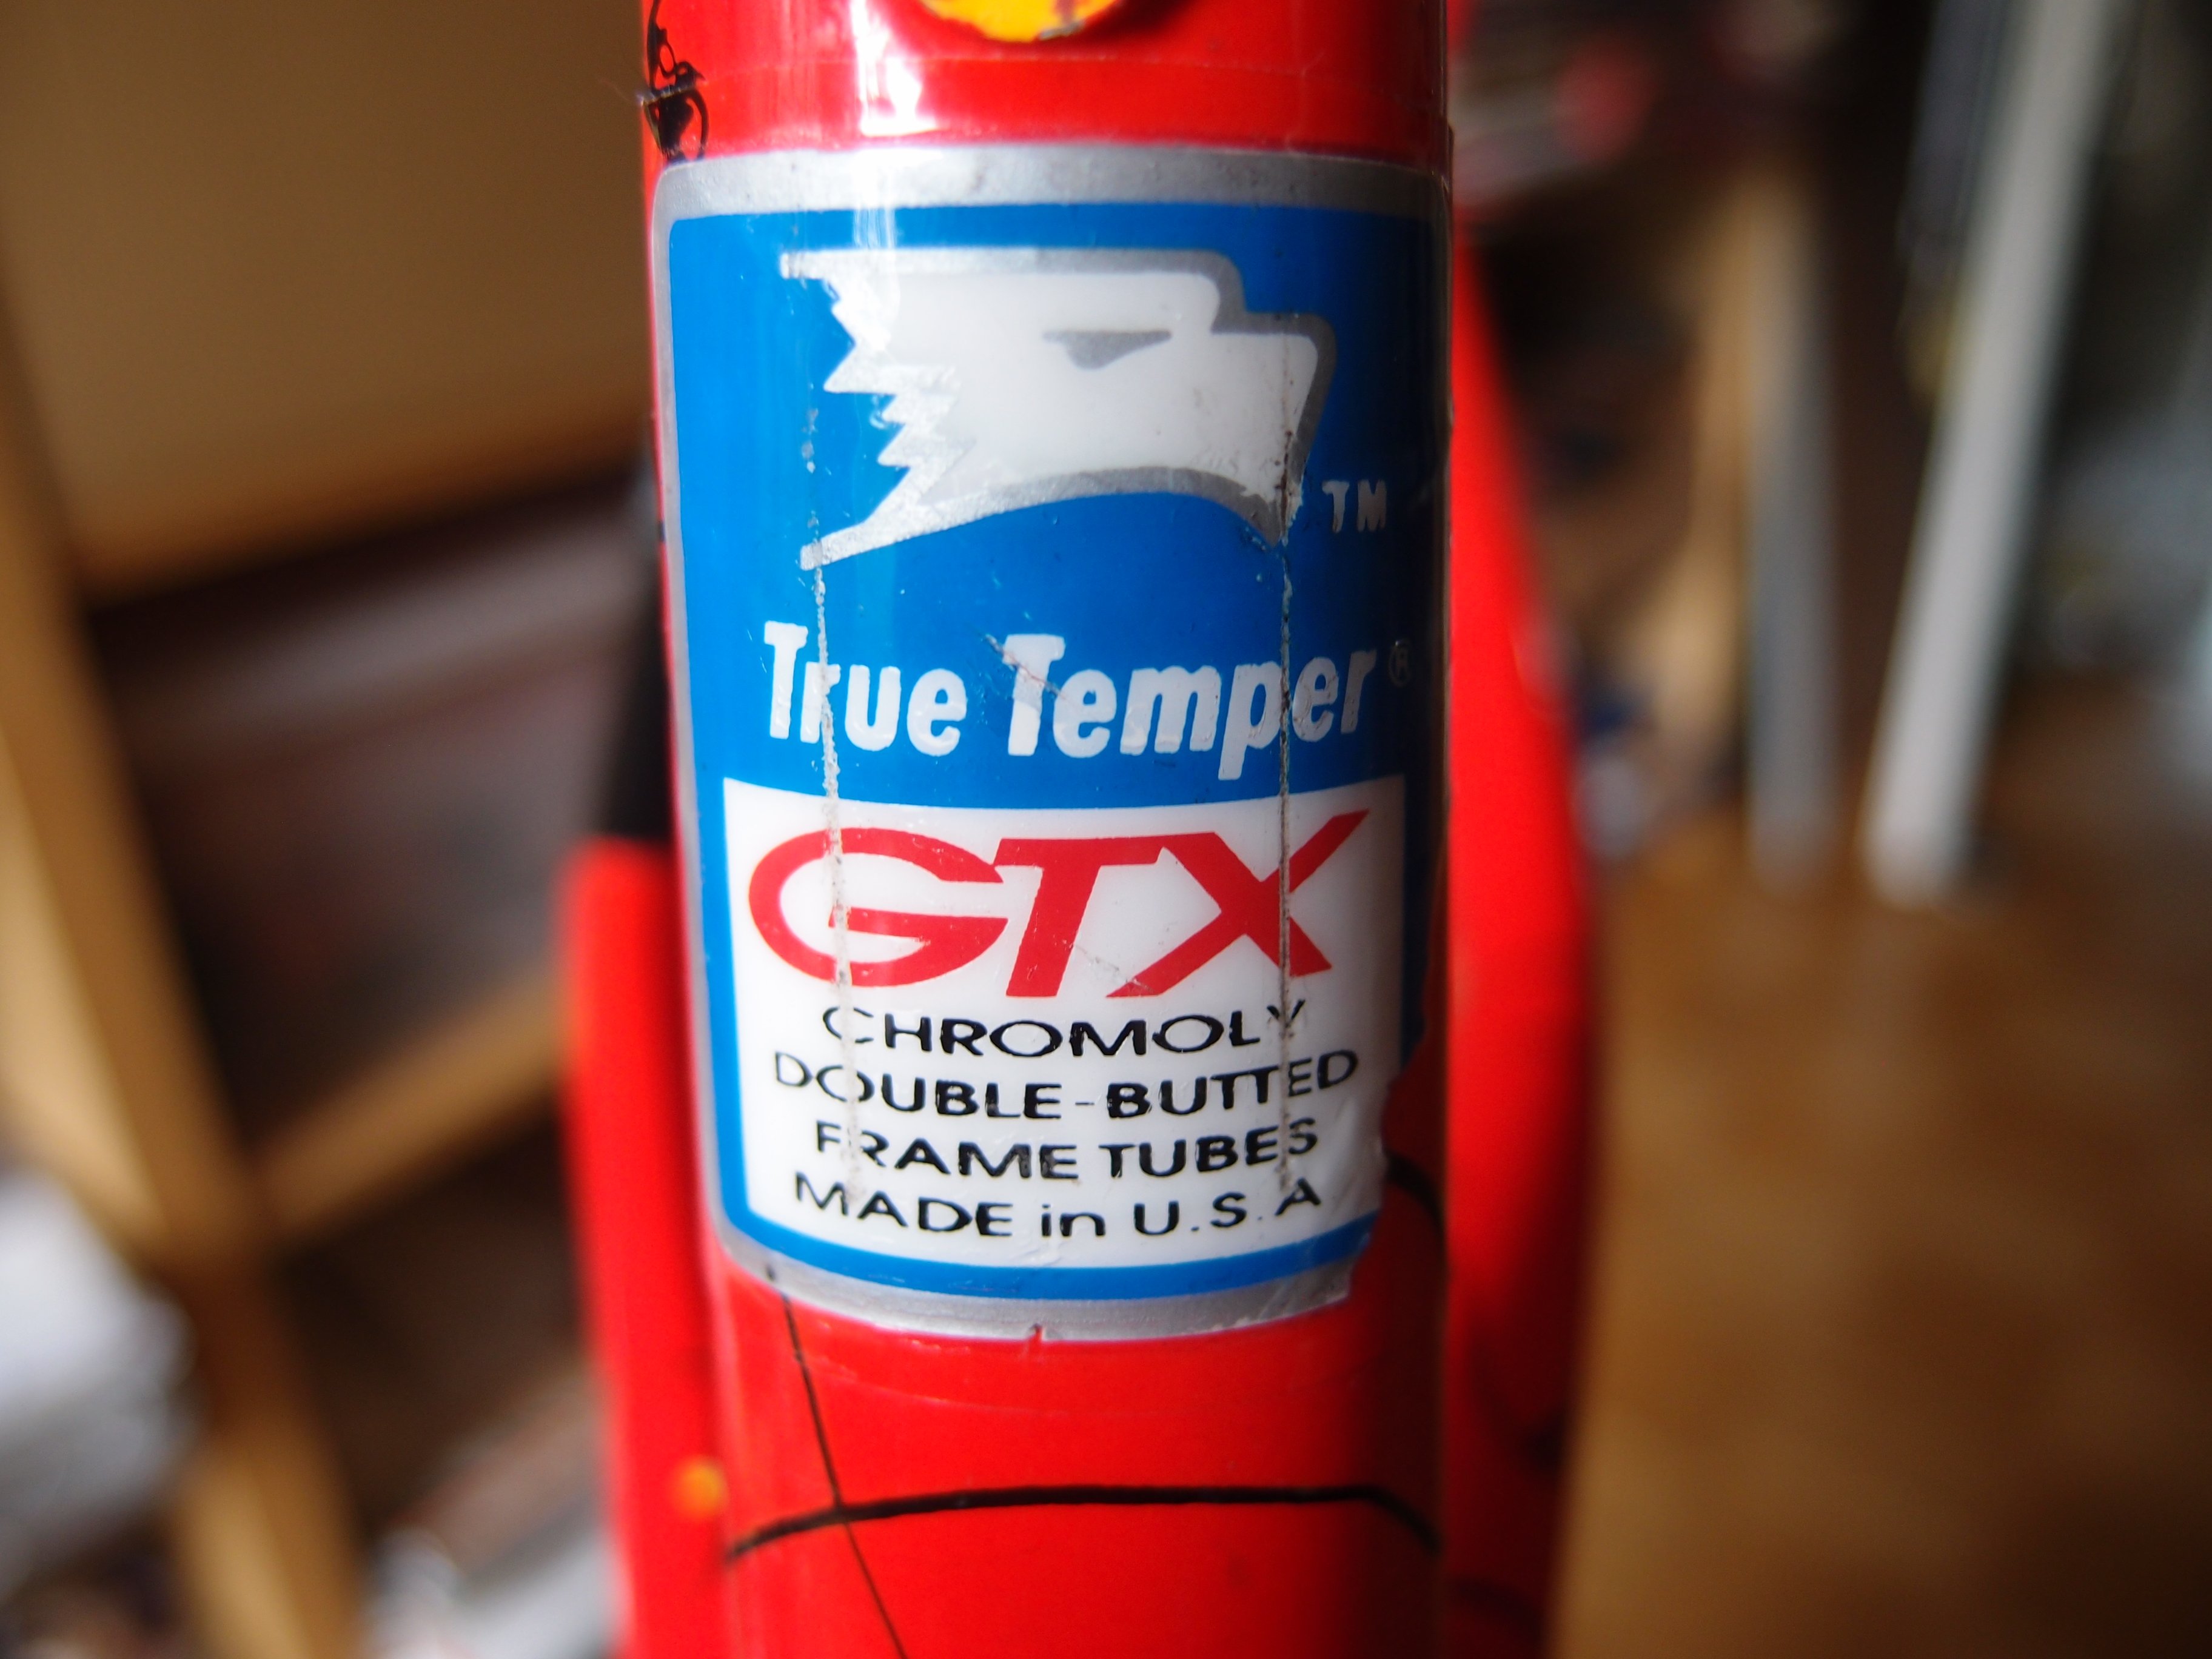 TM
True Temper®
GTX
CHROMOLY
DOUBLE-BUTTED
FRAME TUBES
MADE in U.S.A